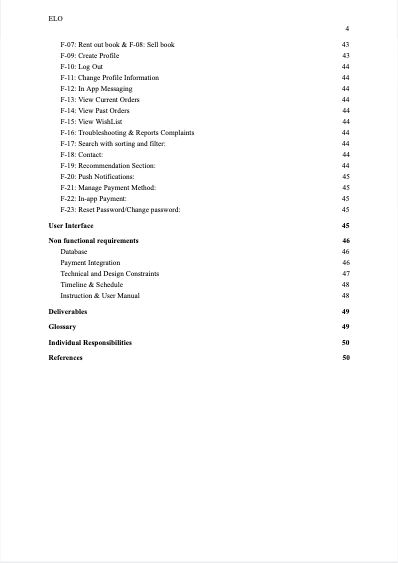 ELO
4
F-07: Rent out book & F-08: Sell book 43
F-09: Create Profile 43
F-10: Log Out 44
F-11: Change Profile Information 44
F-12: In App Messaging 44
F-13: View Current Orders 44
F-14: View Past Orders 44
F-15: View WishList 44
F-16: Troubleshooting & Reports Complaints 44
F-17: Search with sorting and filter: 44
F-18: Contact: 44
F-19: Recommendation Section: 44
F-20: Push Notifications: 45
F-21: Manage Payment Method: 45
F-22: In-app Payment: 45
F-23: Reset Password/Change password: 45
User Interface 45
Non functional requirements 46
Database 46
Payment Integration 46
Technical and Design Constraints 47
Timeline & Schedule 48
Instruction & User Manual 48
Deliverables 49
Glossary 49
Individual Responsibilities 50
References 50